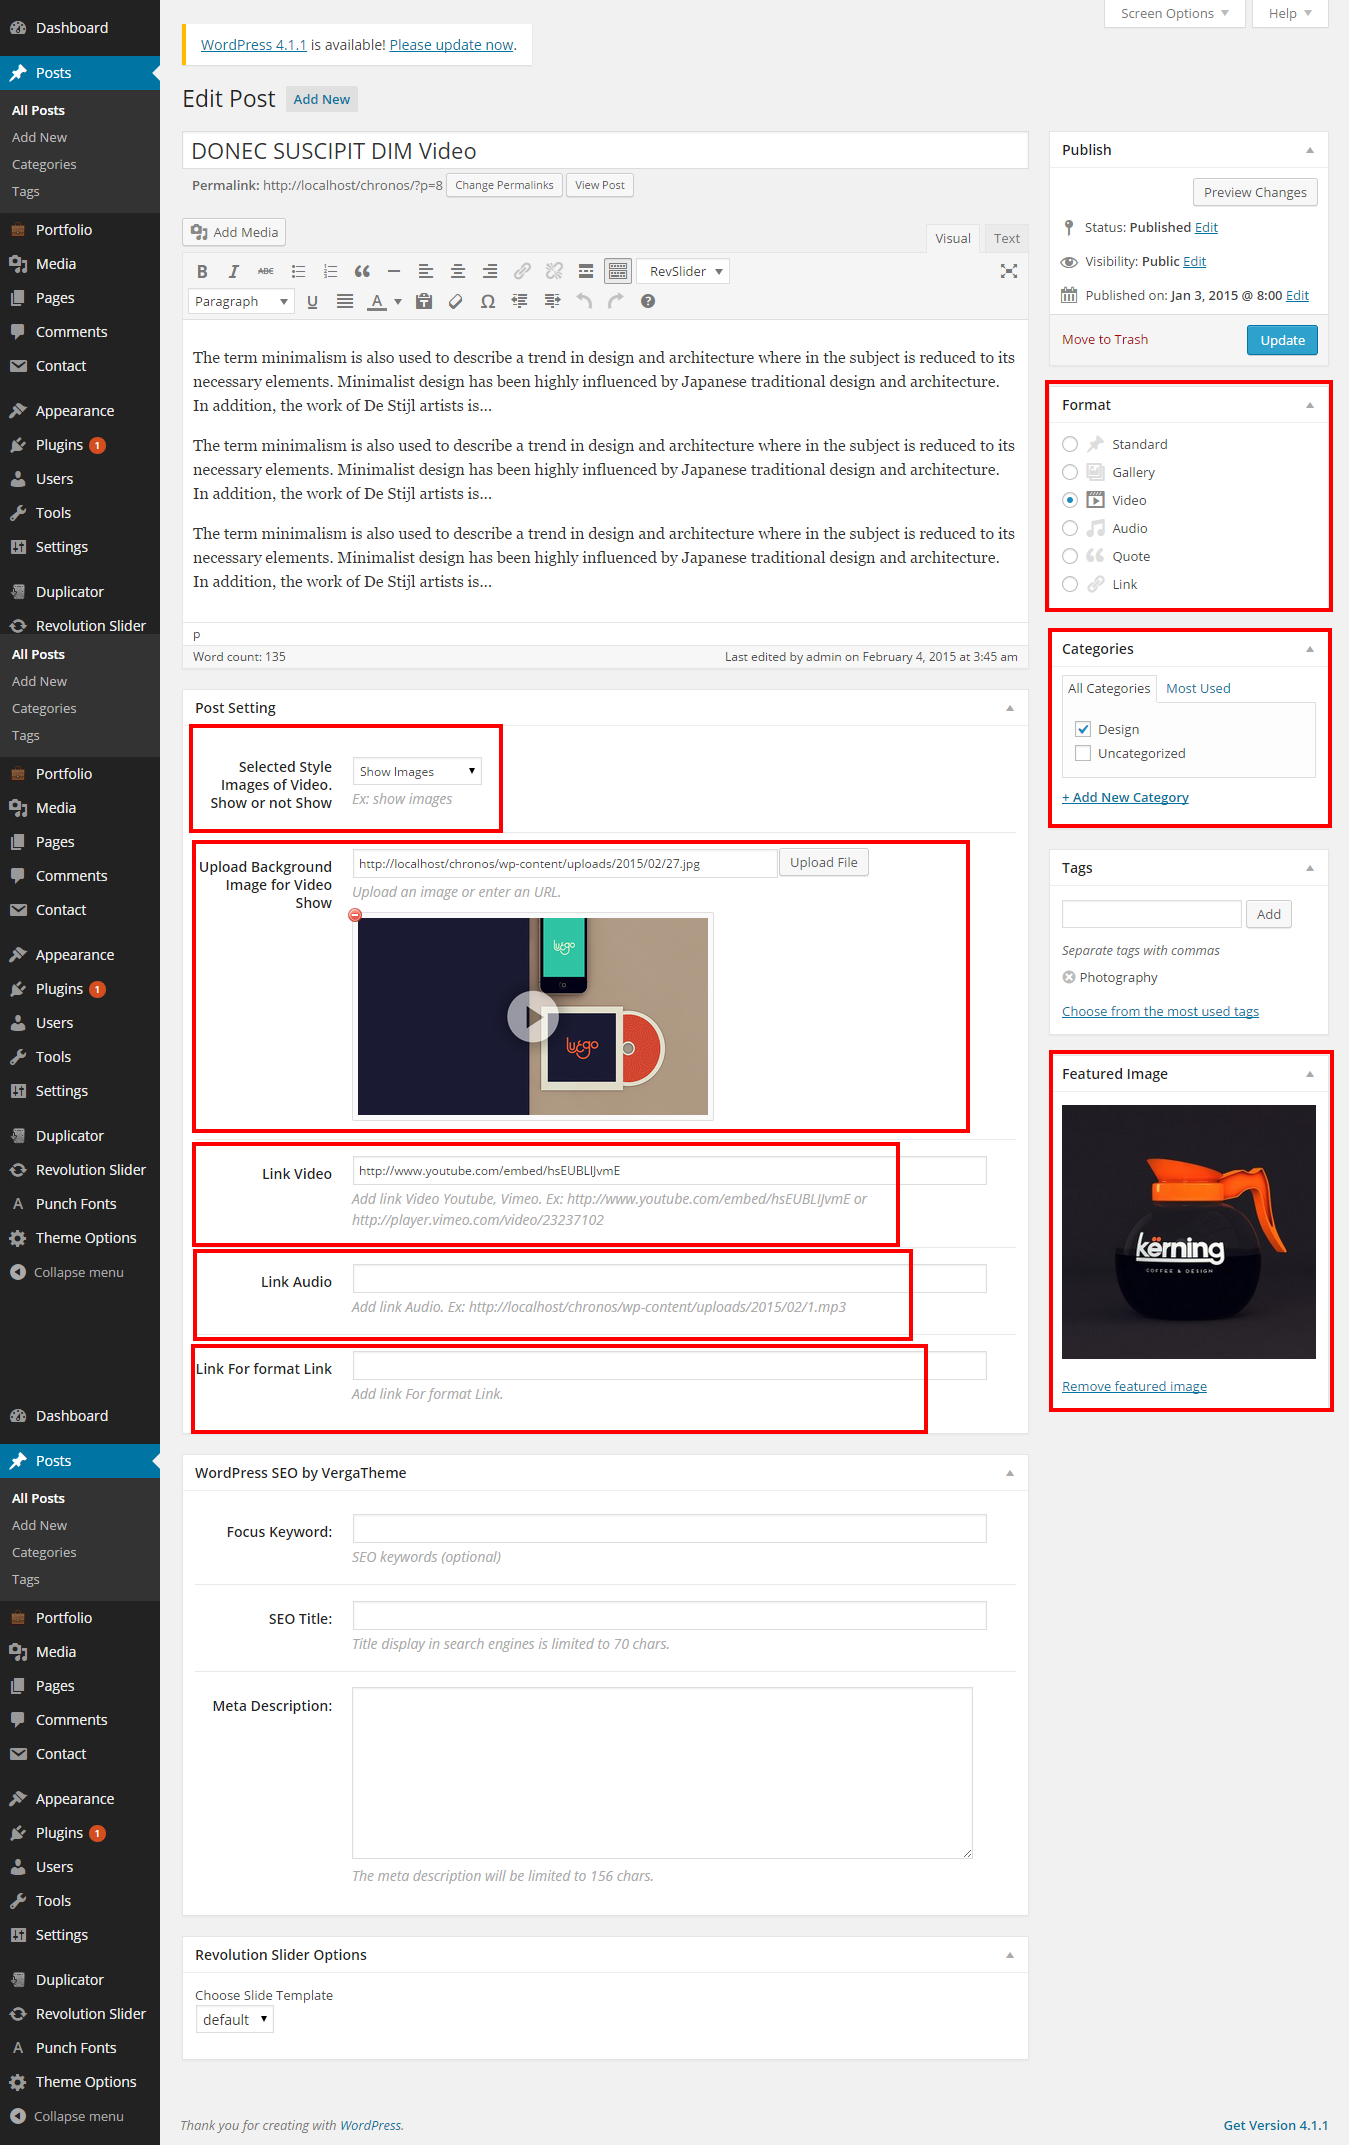 Dashboard
Posts
All Posts
Add New
Categories
Tags
Portfolio
Media
Pages
Comments
Contact
Appearance
Plugins 1
Users
Tools
Settings
Duplicator
Revolution Slider
All Posts
Add New
Categories
Tags
Portfolio
Media
Pages
Comments
Contact
Appearance
Plugins 1
Users
Tools
Settings
Duplicator
Revolution Slider
Punch Fonts
Theme Options
Collapse menu
Dashboard
Posts
All Posts
Add New
Categories
Tags
Portfolio
Media
Pages
Comments
Contact
Appearance
Plugins 1
Users
Tools
Settings
Duplicator
Revolution Slider
Punch Fonts
Theme Options
Collapse menu
Screen Options
Help
WordPress 4.1.1 is available! Please update now.
Edit Post Add New
DONEC SUSCIPIT DIM Video
Permalink: http://localhost/chronos/?p=8 Change Permalinks View Post
Add Media
Visual Text
B I ABC RevSlider
Paragraph U A Ω
The term minimalism is also used to describe a trend in design and architecture where in the subject is reduced to its
necessary elements. Minimalist design has been highly influenced by Japanese traditional design and architecture.
In addition, the work of De Stijl artists is...
The term minimalism is also used to describe a trend in design and architecture where in the subject is reduced to its
necessary elements. Minimalist design has been highly influenced by Japanese traditional design and architecture.
In addition, the work of De Stijl artists is...
The term minimalism is also used to describe a trend in design and architecture where in the subject is reduced to its
necessary elements. Minimalist design has been highly influenced by Japanese traditional design and architecture.
In addition, the work of De Stijl artists is...
p
Word count: 135
Last edited by admin on February 4, 2015 at 3:45 am
Post Setting
Selected Style
Images of Video.
Show or not Show
Show Images
Ex: show images
Upload Background
Image for Video
Show
http://localhost/chronos/wp-content/uploads/2015/02/27.jpg
Upload File
Upload an image or enter an URL.
luego
luego
Link Video
http://www.youtube.com/embed/hsEUBLIJvmE
Add link Video Youtube, Vimeo. Ex: http://www.youtube.com/embed/hsEUBLIJvmE or
http://player.vimeo.com/video/23237102
Link Audio
Add link Audio. Ex: http://localhost/chronos/wp-content/uploads/2015/02/1.mp3
Link For format Link
Add link For format Link.
WordPress SEO by VergaTheme
Focus Keyword:
SEO keywords (optional)
SEO Title:
Title display in search engines is limited to 70 chars.
Meta Description:
The meta description will be limited to 156 chars.
Revolution Slider Options
Choose Slide Template
default
Publish
Preview Changes
Status: Published Edit
Visibility: Public Edit
Published on: Jan 3, 2015 @ 8:00 Edit
Move to Trash
Update
Format
Standard
Gallery
Video
Audio
Quote
Link
Categories
All Categories Most Used
Design
Uncategorized
+ Add New Category
Tags
Add
Separate tags with commas
Photography
Choose from the most used tags
Featured Image
kërning
COFFEE & DESIGN
Remove featured image
Thank you for creating with WordPress.
Get Version 4.1.1